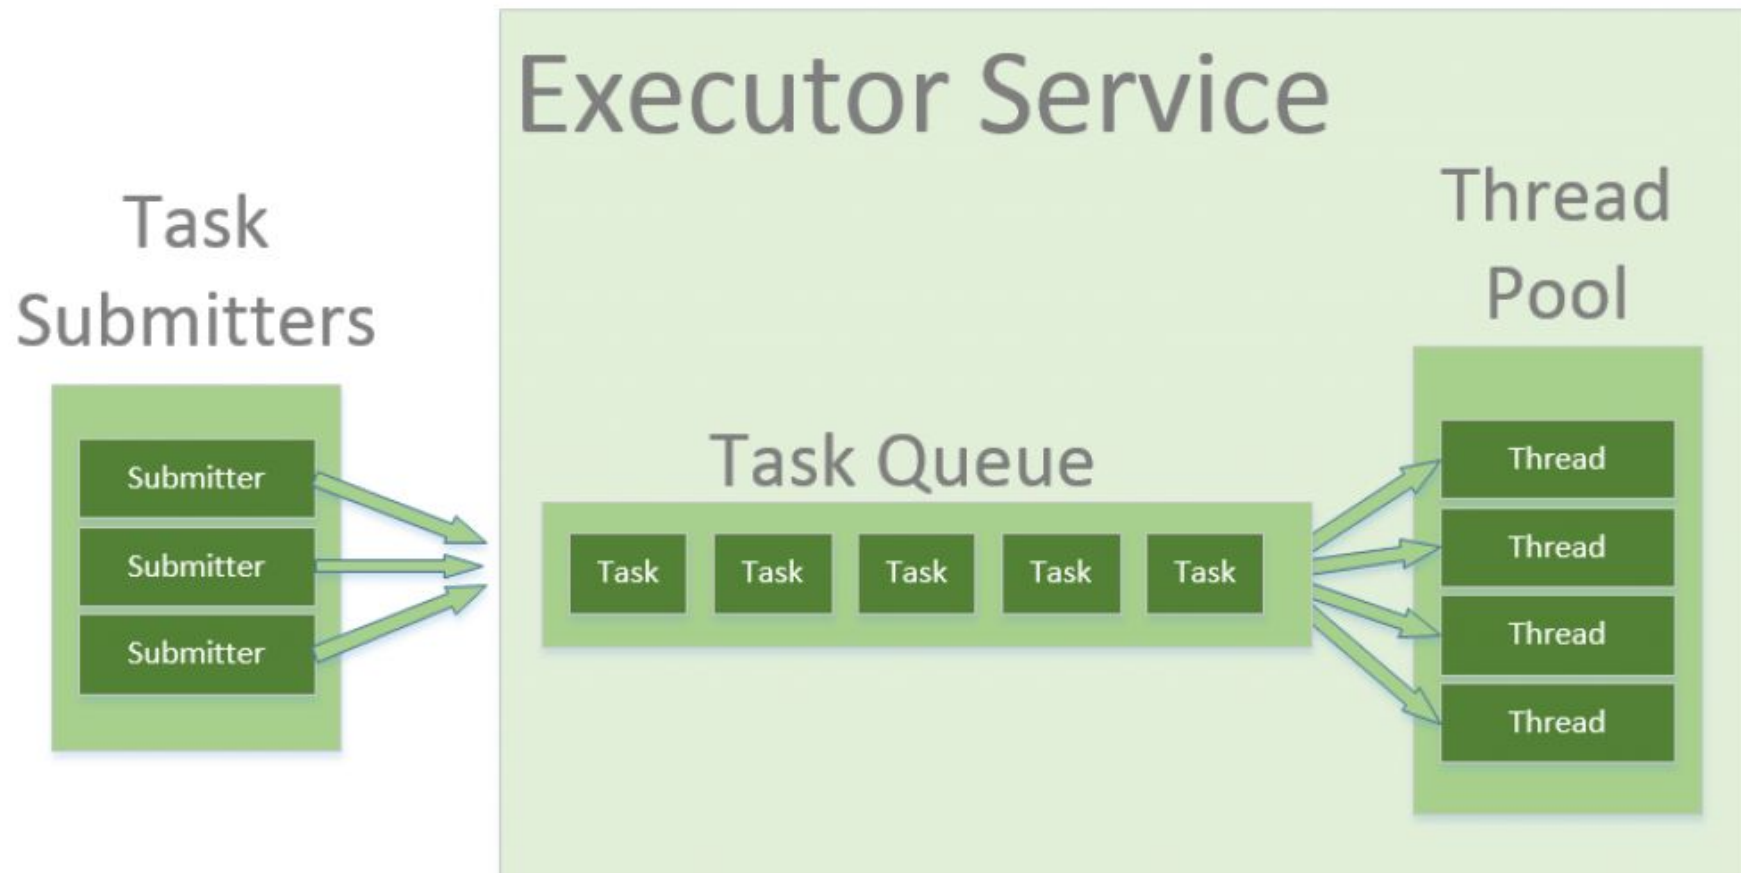 Executor Service
Task
Submitters
Submitter
Submitter
Submitter
Task Queue
Task Task Task Task Task
Thread
Pool
Thread
Thread
Thread
Thread